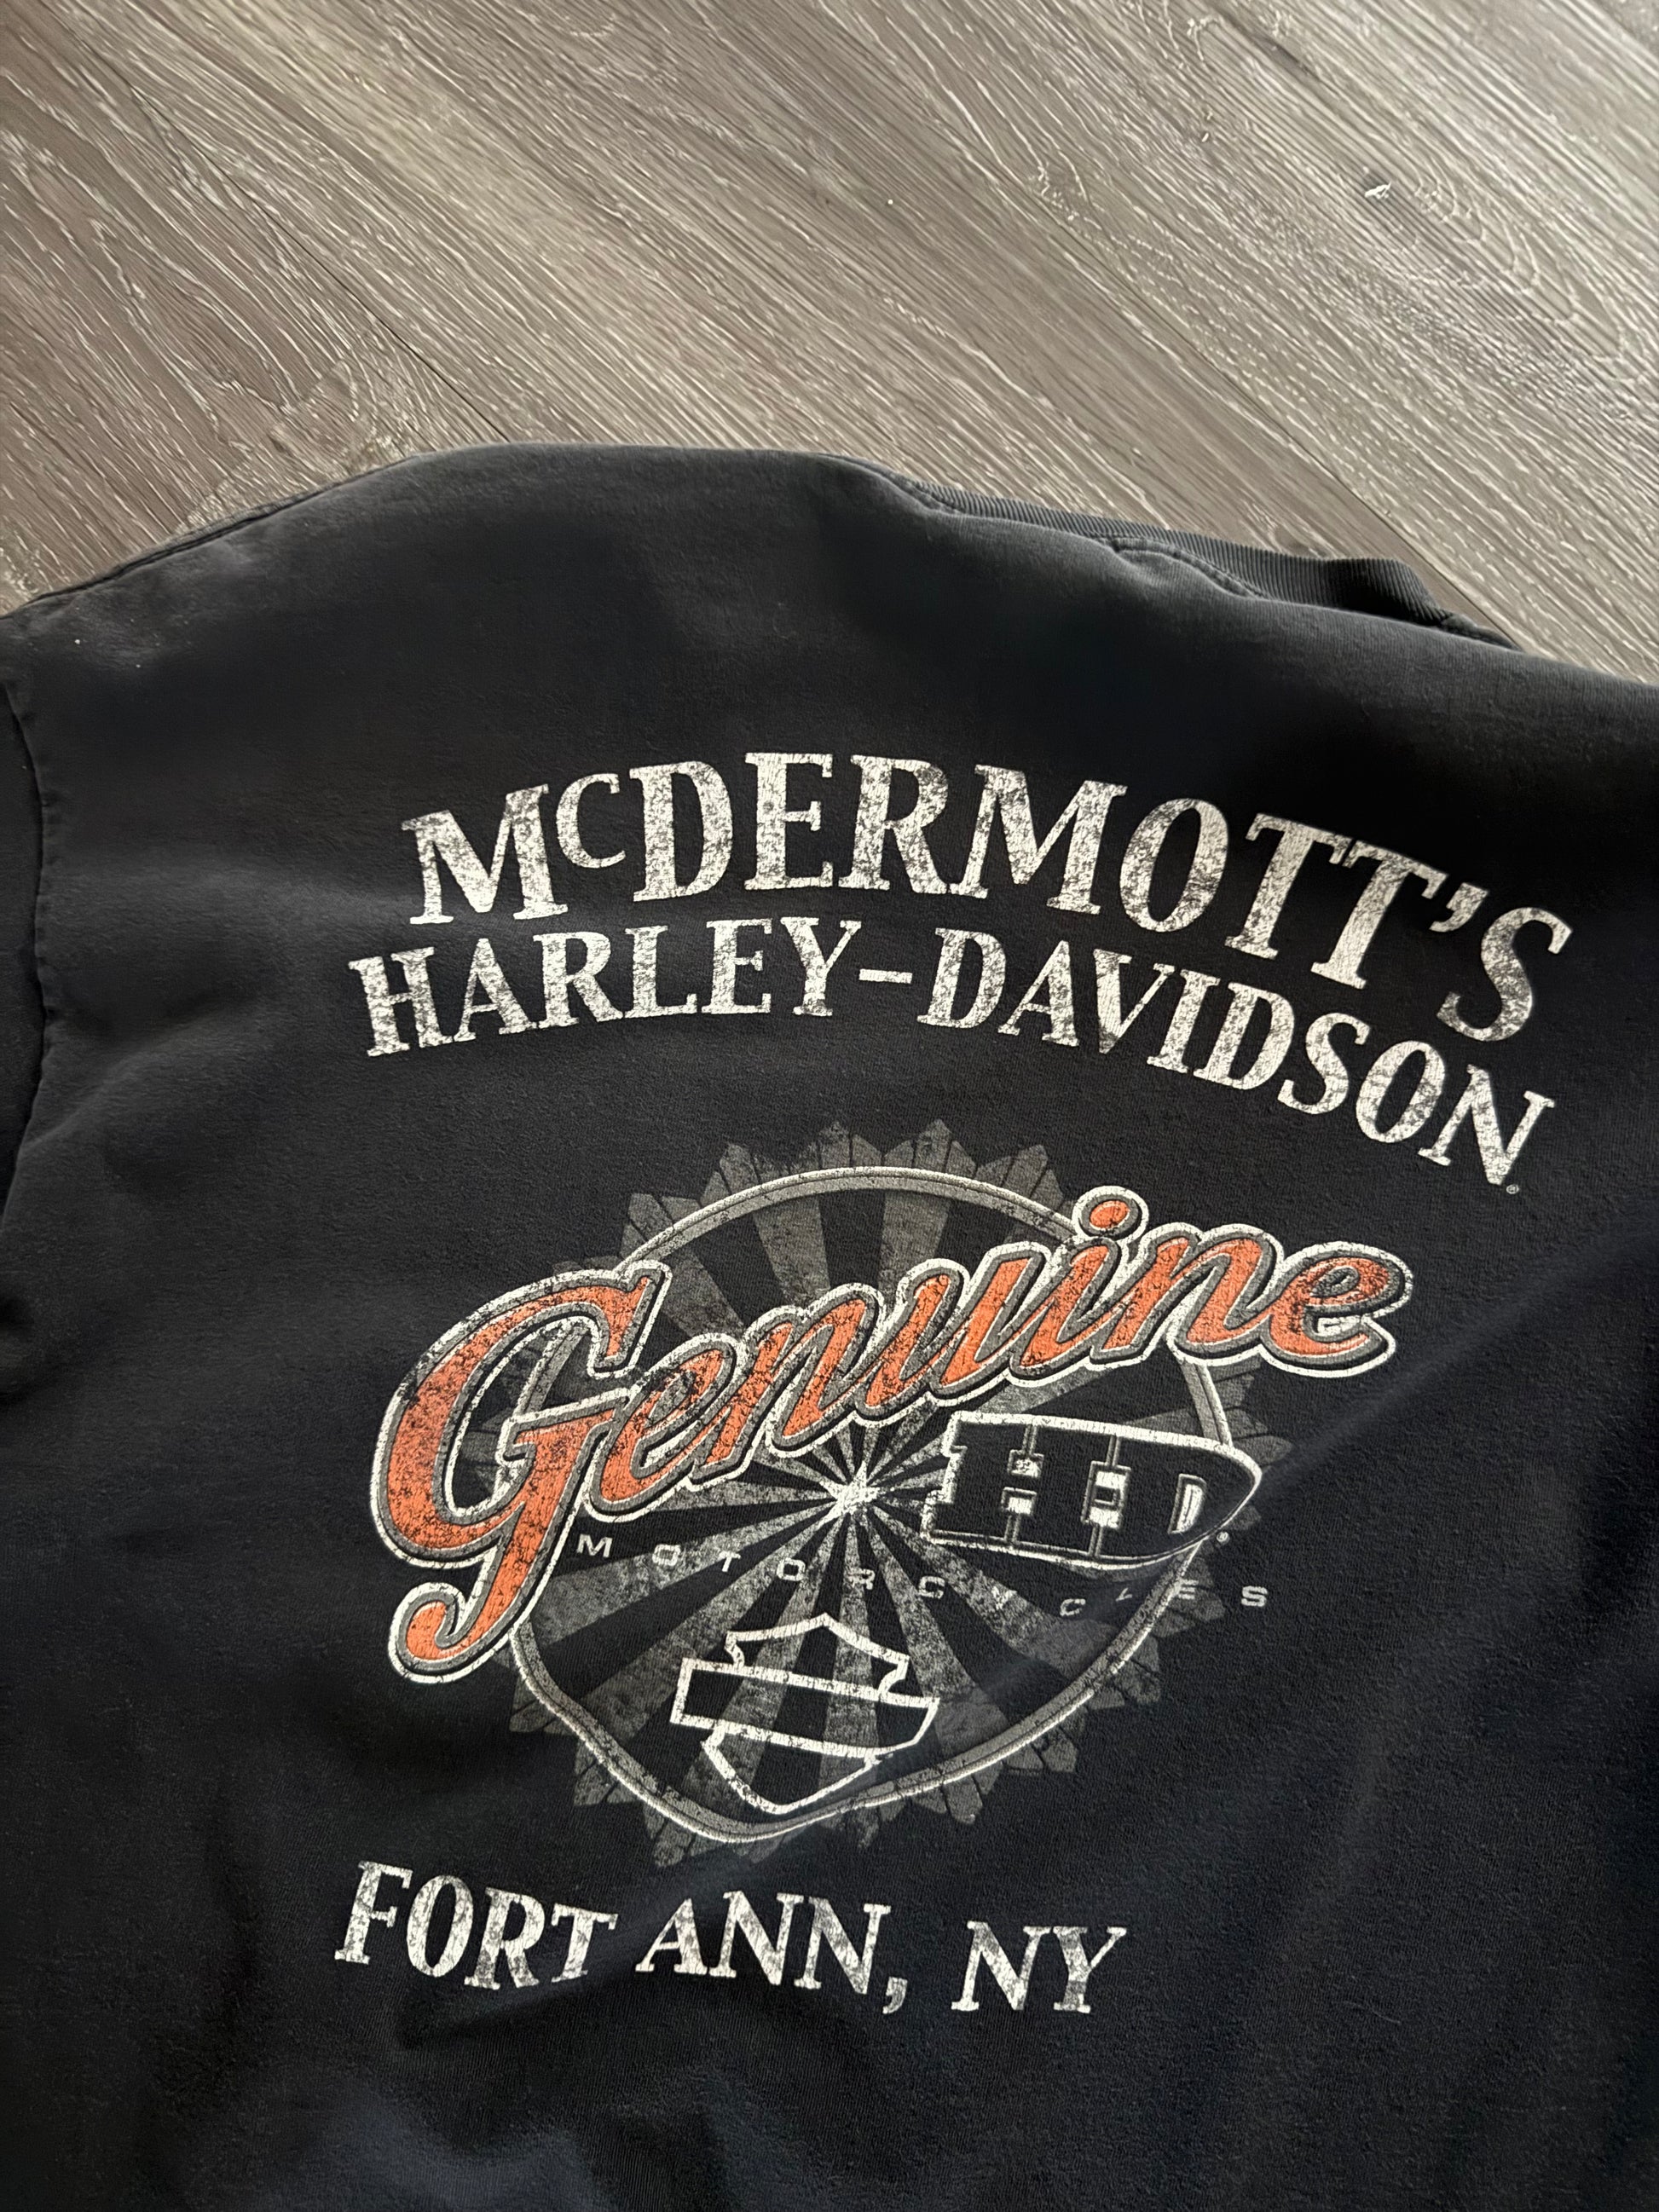 McDERMOTT'S
HARLEY-DAVIDSON®
Genuine
HD®
MOTORCYCLES
FORT ANN, NY